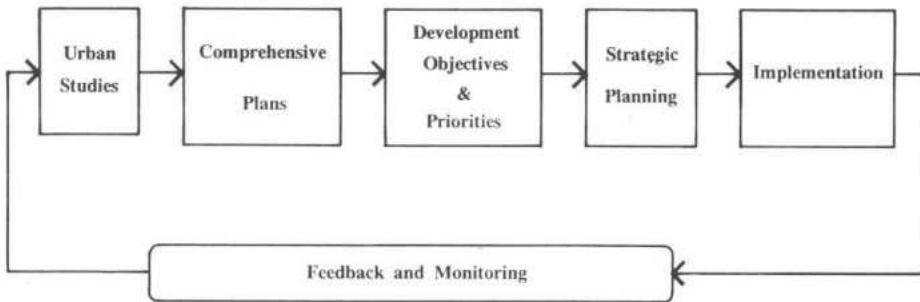 Urban
Studies
Comprehensive
Plans
Development
Objectives
&
Priorities
Strategic
Planning
Implementation
Feedback and Monitoring